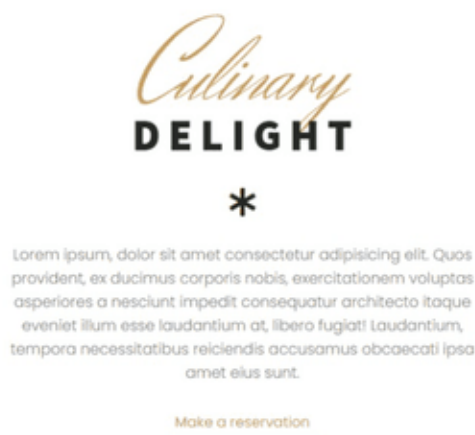 Culinary
DELIGHT
*
Lorem ipsum, dolor sit amet consectetur adipisicing elit. Quos
provident, ex ducimus corporis nobis, exercitationem voluptas
asperiores a nesciunt impedit consequatur architecto itaque
eveniet illum esse laudantium at, libero fugiat! Laudantium,
tempora necessitatibus reiciendis accusamus obcaecati ipsa
amet eius sunt.
Make a reservation